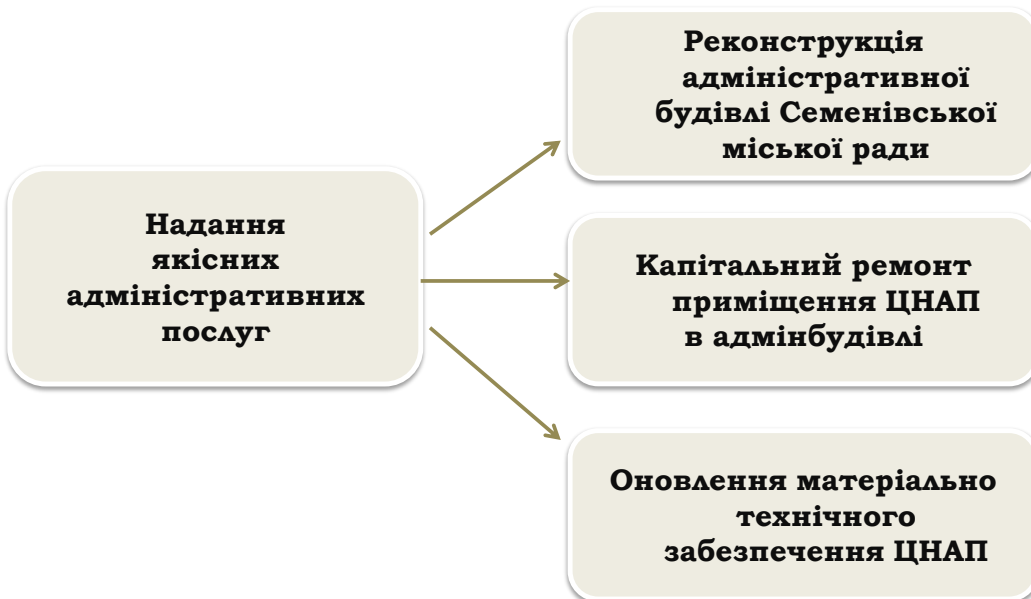 Реконструкція
адміністративної
будівлі Семенівської
міської ради
Надання
якісних
адміністративних
послуг
Капітальний ремонт
приміщення ЦНАП
в адмінбудівлі
Оновлення матеріально
технічного
забезпечення ЦНАП